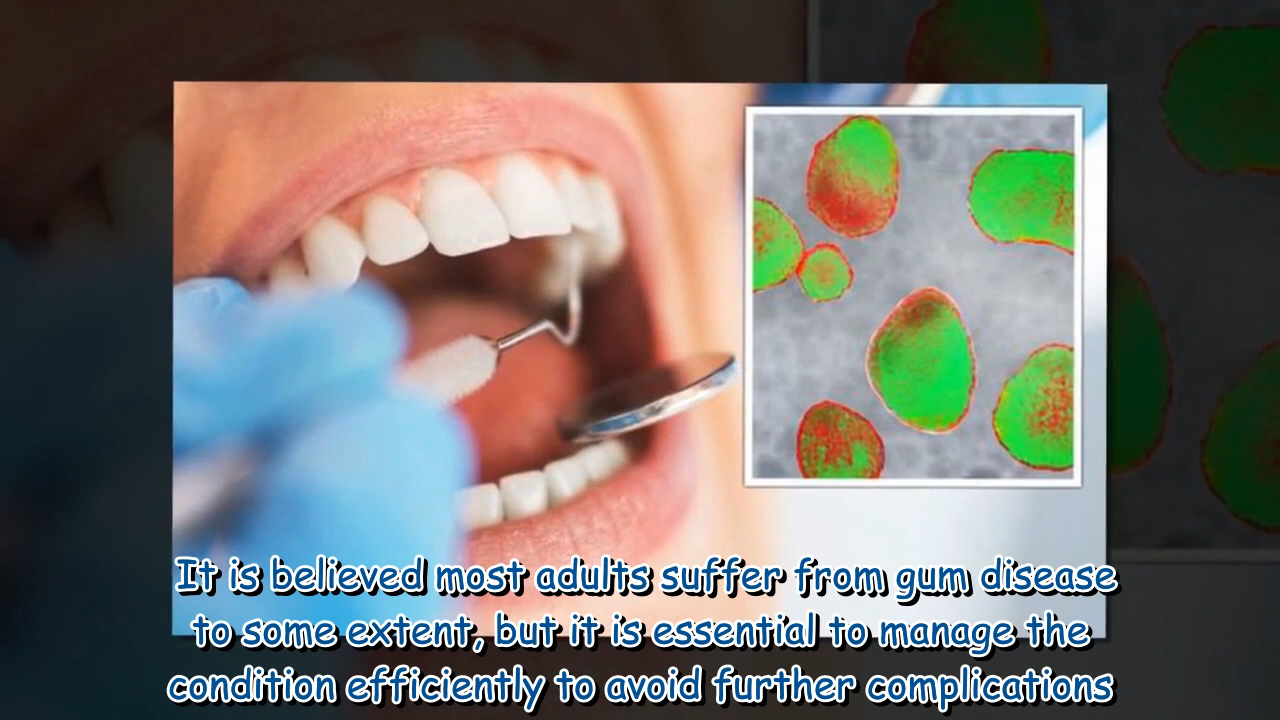 It is believed most adults suffer from gum disease
to some extent, but it is essential to manage the
condition efficiently to avoid further complications